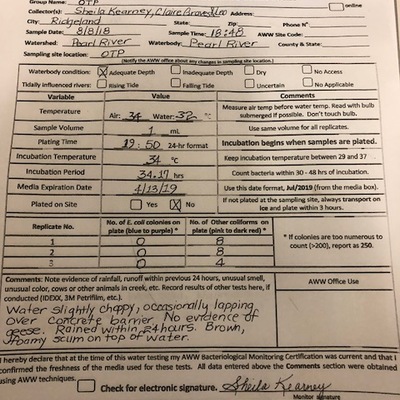 Group Name: OTP
Collector(s): Sheila Kearney, Claire Graves Address: online
City: Ridgeland State: Zip: Phone N°
Sample Date: 8/8/18 Sample Time: 18:48 AWW Site Code:
Watershed: Pearl River Waterbody: Pearl River County & State:
Sampling site location: OTP
(Notify the AWW office about any changes in sampling site location.)
Waterbody condition: X Adequate Depth Inadequate Depth Dry No Access
Tidally influenced rivers: Rising Tide Falling Tide Uncertain No Applicable
Variable Value Comments
Temperature Air: 34 Water: 32 °C Measure air temp before water temp. Read with bulb
submerged if possible. Don't touch bulb.
Sample Volume 1 mL Use same volume for all replicates.
Plating Time 19:50 24-hr format Incubation begins when samples are plated.
Incubation Temperature 34 °C Keep incubation temperature between 29 and 37
Incubation Period 34.17 hrs Count bacteria within 30 - 48 hrs of incubation.
Media Expiration Date 4/13/19 Use this date format, Jul/2019 (from the media box).
Plated on Site Yes X No If not plated at the sampling site, always transport on
ice and plate within 3 hours.
Replicate No. No. of E. coli colonies on No. of Other coliforms on
plate (blue to purple) * plate (pink to dark red) *
1 0 8
2 0 8
3 0 4
* If colonies are too numerous to
count (>200), report as 250.
Comments: Note evidence of rainfall, runoff within previous 24 hours, unusual smell,
unusual color, cows or other animals in creek, etc. Record results of other tests here, if
conducted (IDEXX, 3M Petrifilm, etc.).
AWW Office Use
Water slightly choppy, occasionally lapping
over concrete barrier. No evidence of
geese. Rained within 24 hours. Brown,
foamy scum on top of water.
I hereby declare that at the time of this water testing my AWW Bacteriological Monitoring Certification was current and that I
confirmed the freshness of the media used for these tests. All data entered above the Comments section were obtained
using AWW techniques.
Check for electronic signature. Sheila Kearney
Monitor signature